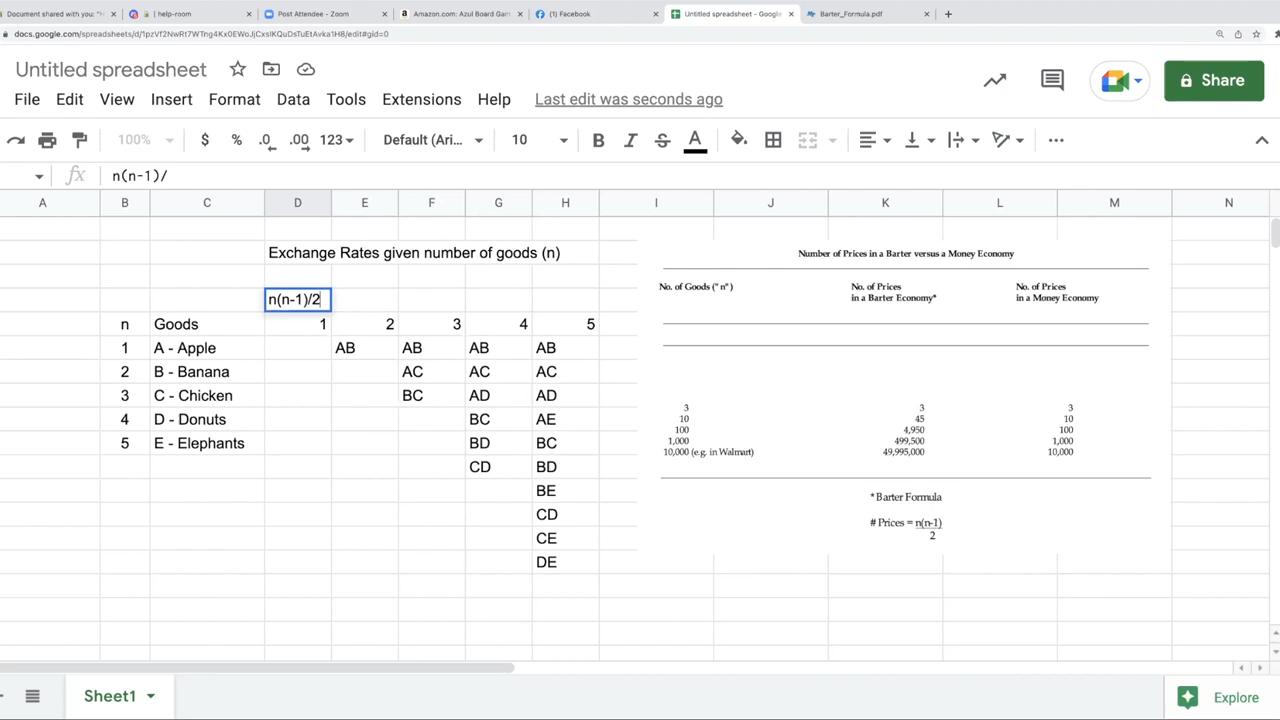 Document shared with you: "H
help-room
Post Attendee - Zoom
Amazon.com: Azul Board Gam
(1) Facebook
Untitled spreadsheet - Google
Barter_Formula.pdf
docs.google.com/spreadsheets/d/1pzVf2NwRt7WTng4Kx0EWoJjCxslKQuDsTuEtAvka1H8/edit#gid=0
Untitled spreadsheet
File Edit View Insert Format Data Tools Extensions Help Last edit was seconds ago
Share
100% $ % .0 .00 123 Default (Ari... 10 B I S A
fx n(n-1)/
A B C D E F G H I J K L M N
Exchange Rates given number of goods (n)
n(n-1)/2
n Goods 1 2 3 4 5
1 A - Apple AB AB AB AB
2 B - Banana AC AC AC
3 C - Chicken BC AD AD
4 D - Donuts BC AE
5 E - Elephants BD BC
CD BD
BE
CD
CE
DE
Number of Prices in a Barter versus a Money Economy
No. of Goods ("n") No. of Prices No. of Prices
in a Barter Economy* in a Money Economy
3 3 3
10 45 10
100 4,950 100
1,000 499,500 1,000
10,000 (e.g. in Walmart) 49,995,000 10,000
* Barter Formula
# Prices = n(n-1)
2
Sheet1
Explore